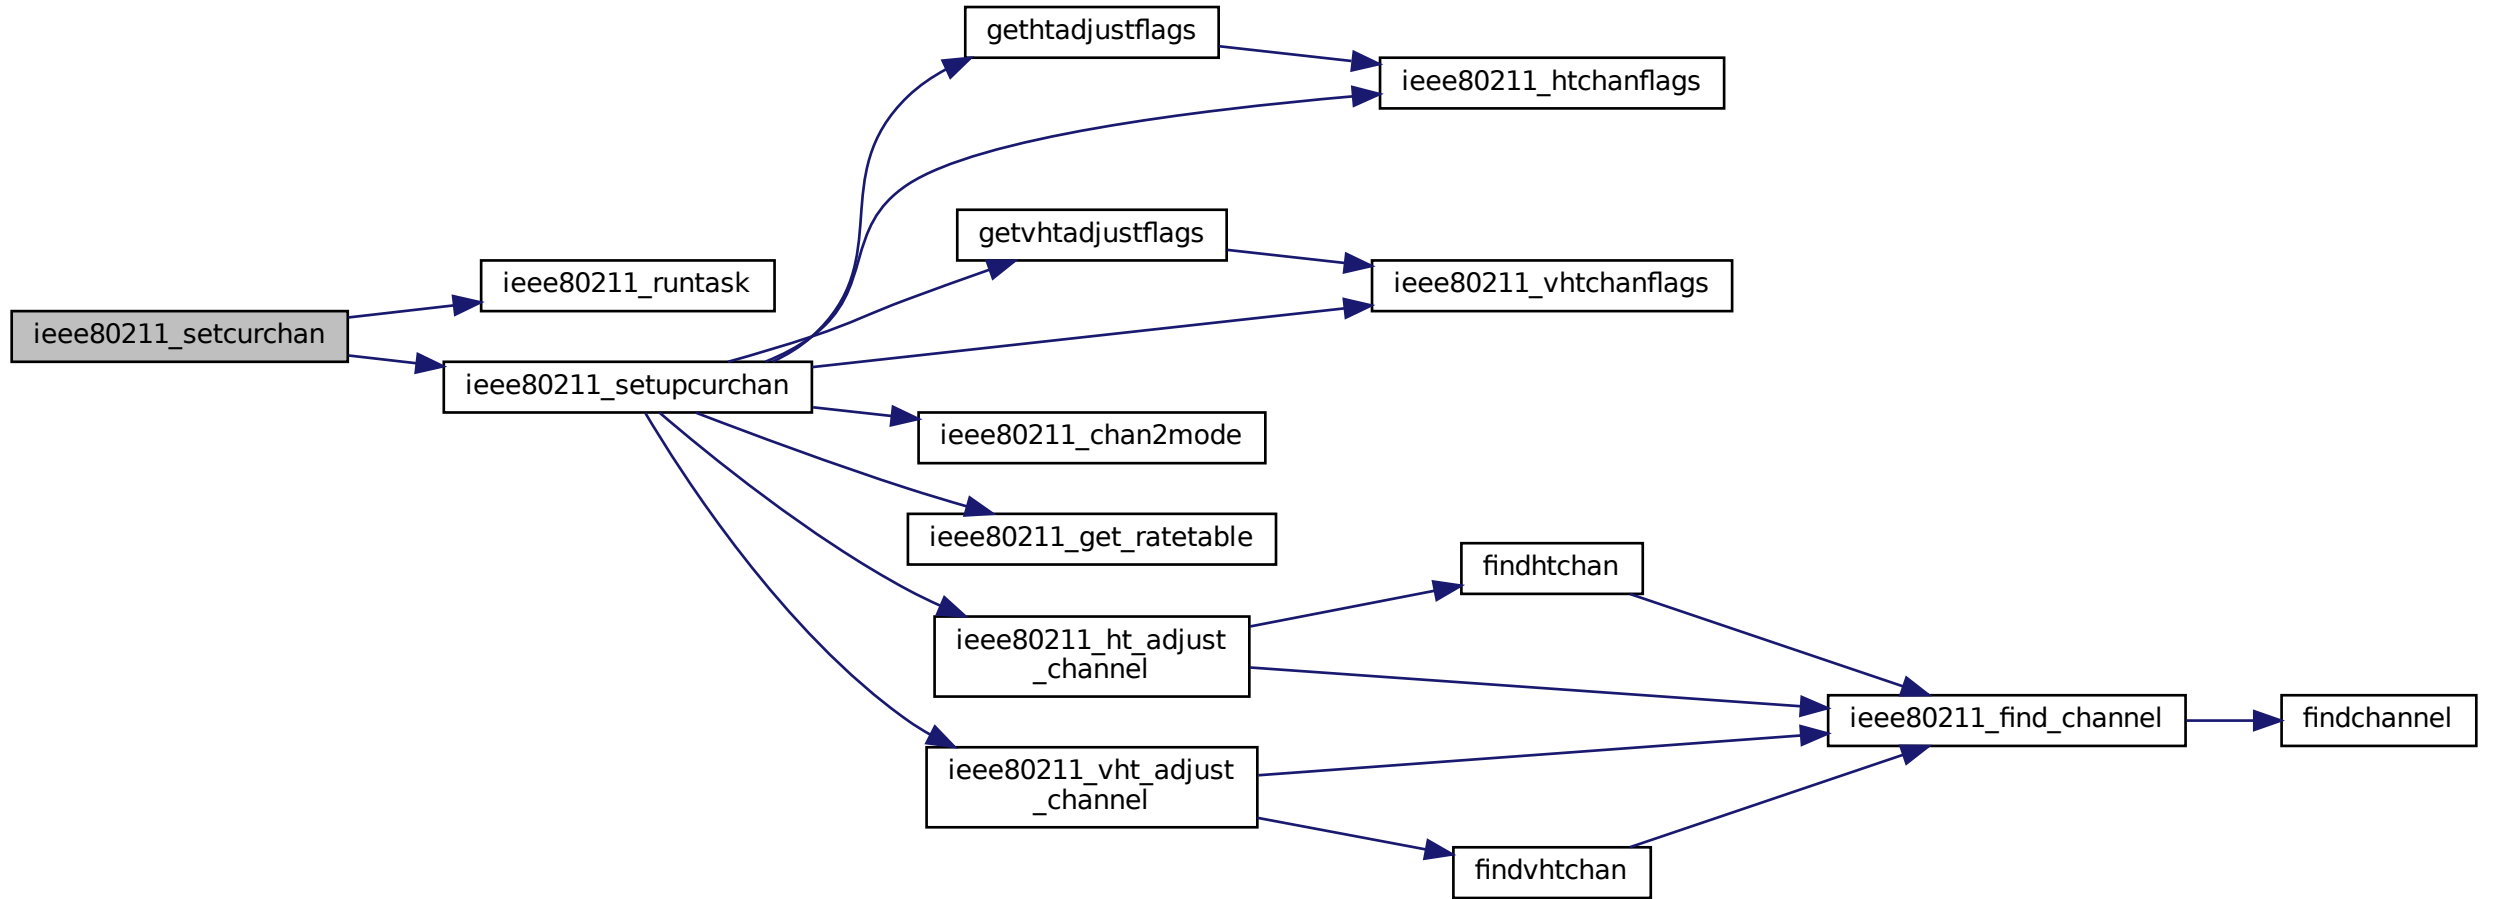 gethtadjustflags
ieee80211_htchanflags
getvhtadjustflags
ieee80211_runtask
ieee80211_vhtchanflags
ieee80211_setcurchan
ieee80211_setupcurchan
ieee80211_chan2mode
ieee80211_get_ratetable
findhtchan
ieee80211_ht_adjust
_channel
ieee80211_find_channel
findchannel
ieee80211_vht_adjust
_channel
findvhtchan